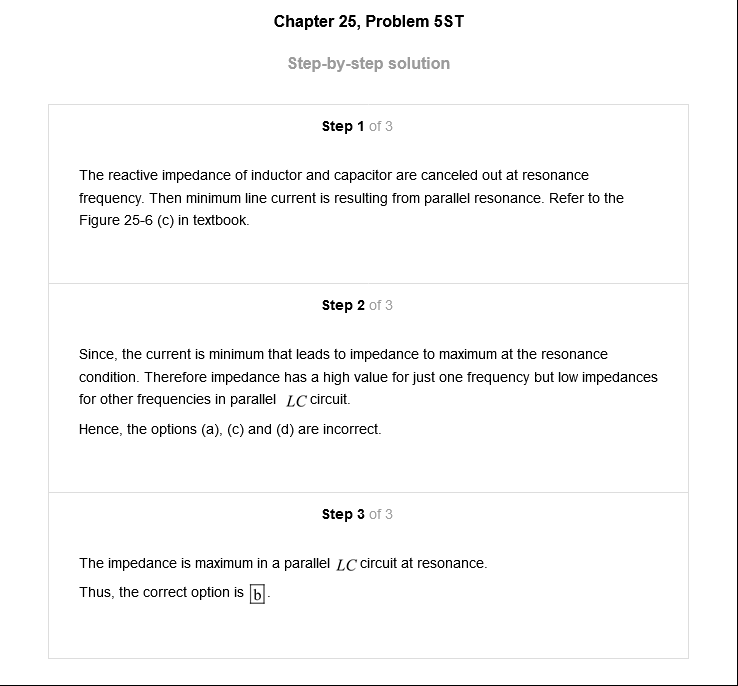 Chapter 25, Problem 5ST
Step-by-step solution
Step 1 of 3
The reactive impedance of inductor and capacitor are canceled out at resonance
frequency. Then minimum line current is resulting from parallel resonance. Refer to the
Figure 25-6 (c) in textbook.
Step 2 of 3
Since, the current is minimum that leads to impedance to maximum at the resonance
condition. Therefore impedance has a high value for just one frequency but low impedances
for other frequencies in parallel LC circuit.
Hence, the options (a), (c) and (d) are incorrect.
Step 3 of 3
The impedance is maximum in a parallel LC circuit at resonance.
Thus, the correct option is b.